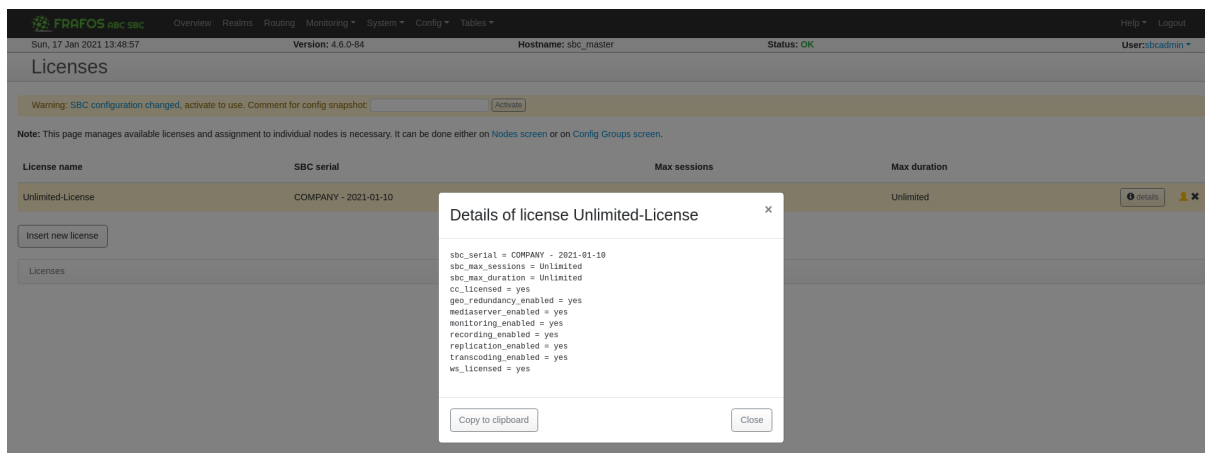 FRAFOS ABC SBC Overview Realms Routing Monitoring System Config Tables Help Logout
Sun, 17 Jan 2021 13:48:57 Version: 4.6.0-84 Hostname: sbc_master Status: OK User:sbcadmin
Licenses
Warning: SBC configuration changed, activate to use. Comment for config snapshot: Activate
Note: This page manages available licenses and assignment to individual nodes is necessary. It can be done either on Nodes screen or on Config Groups screen.
License name SBC serial Max sessions Max duration
Unlimited-License COMPANY - 2021-01-10 Unlimited details
Insert new license
Licenses
Details of license Unlimited-License ×
sbc_serial = COMPANY - 2021-01-10
sbc_max_sessions = Unlimited
sbc_max_duration = Unlimited
cc_licensed = yes
geo_redundancy_enabled = yes
mediaserver_enabled = yes
monitoring_enabled = yes
recording_enabled = yes
replication_enabled = yes
transcoding_enabled = yes
ws_licensed = yes
Copy to clipboard Close